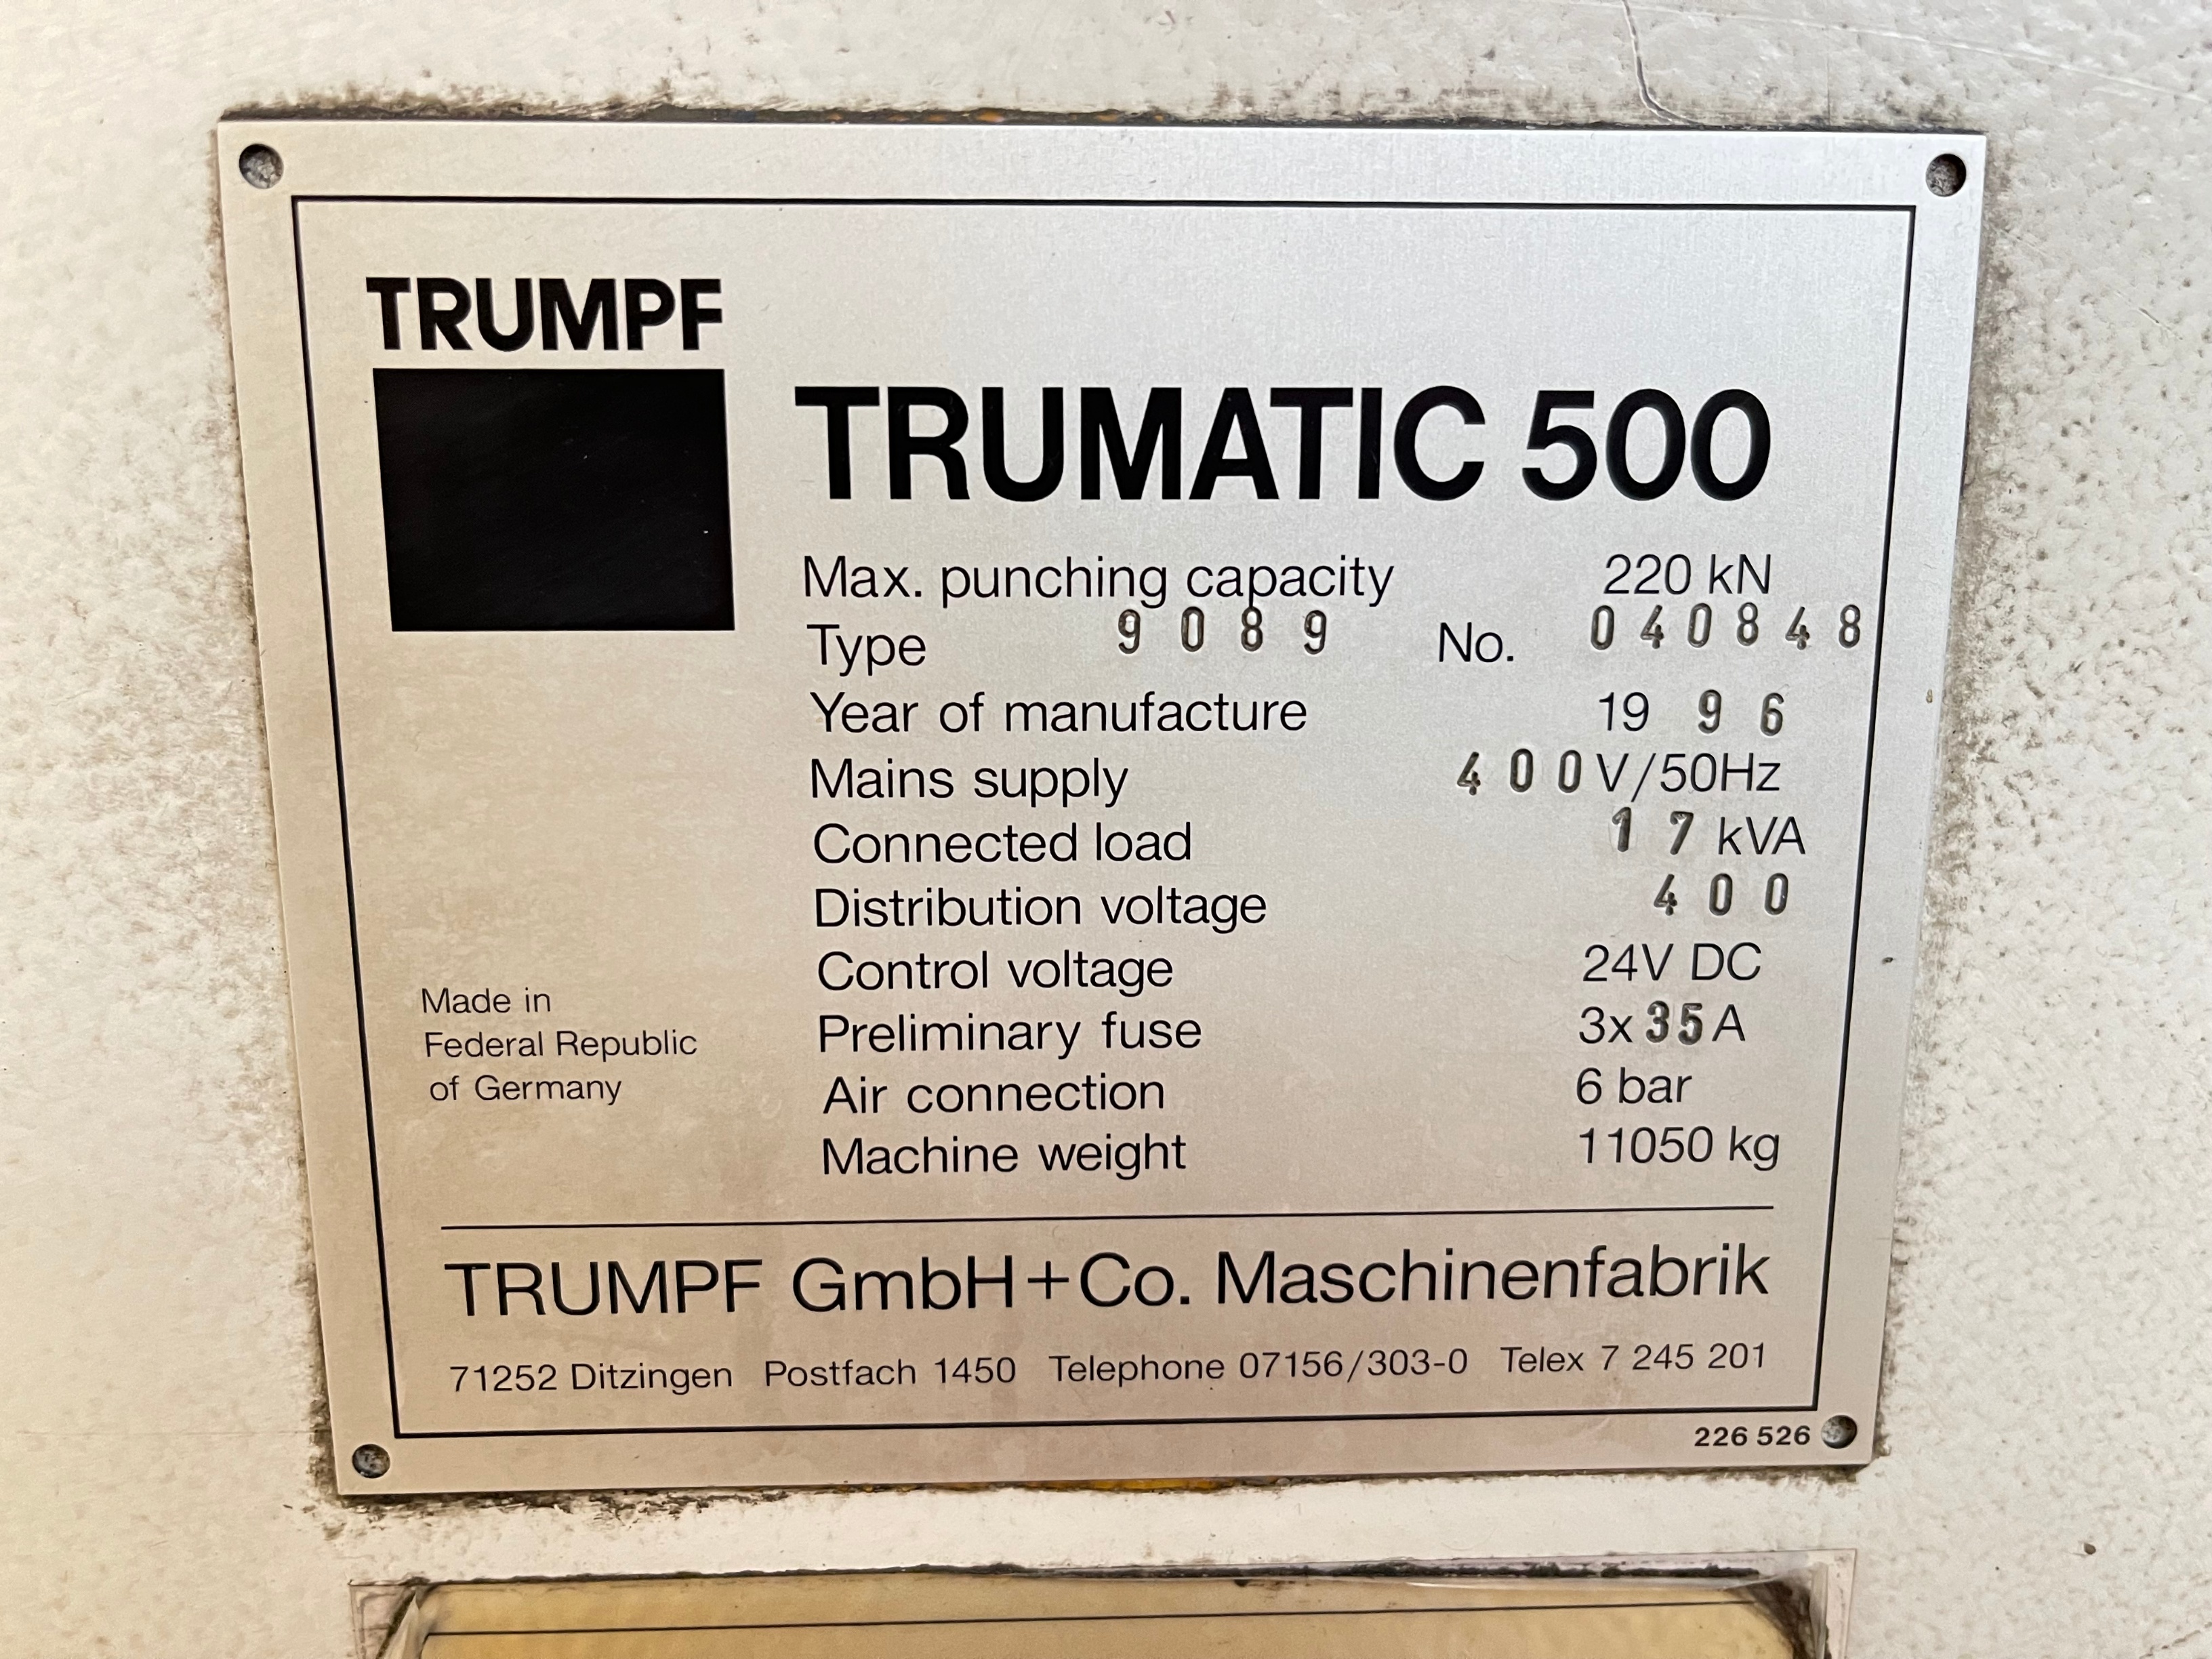 TRUMPF
TRUMATIC 500
Max. punching capacity 220 kN
Type 9089 No. 040848
Year of manufacture 19 96
Mains supply 400V/50Hz
Connected load 17 kVA
Distribution voltage 400
Control voltage 24V DC
Preliminary fuse 3x35A
Air connection 6 bar
Machine weight 11050 kg
Made in
Federal Republic
of Germany
TRUMPF GmbH+Co. Maschinenfabrik
71252 Ditzingen Postfach 1450 Telephone 07156/303-0 Telex 7 245 201
226 526